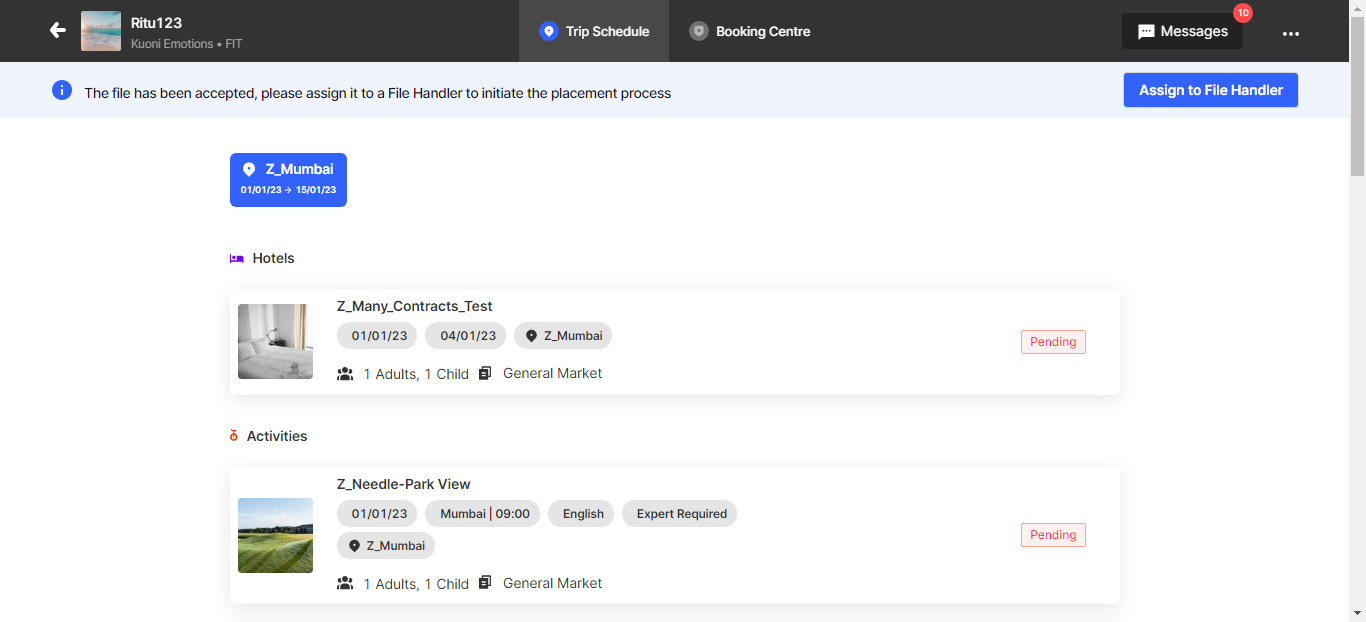 Ritu123
Kuoni Emotions • FIT
Trip Schedule
Booking Centre
Messages
10
The file has been accepted, please assign it to a File Handler to initiate the placement process
Assign to File Handler
Z_Mumbai
01/01/23 → 15/01/23
Hotels
Z_Many_Contracts_Test
01/01/23 04/01/23 Z_Mumbai
Pending
1 Adults, 1 Child General Market
Activities
Z_Needle-Park View
01/01/23 Mumbai | 09:00 English Expert Required
Z_Mumbai
Pending
1 Adults, 1 Child General Market